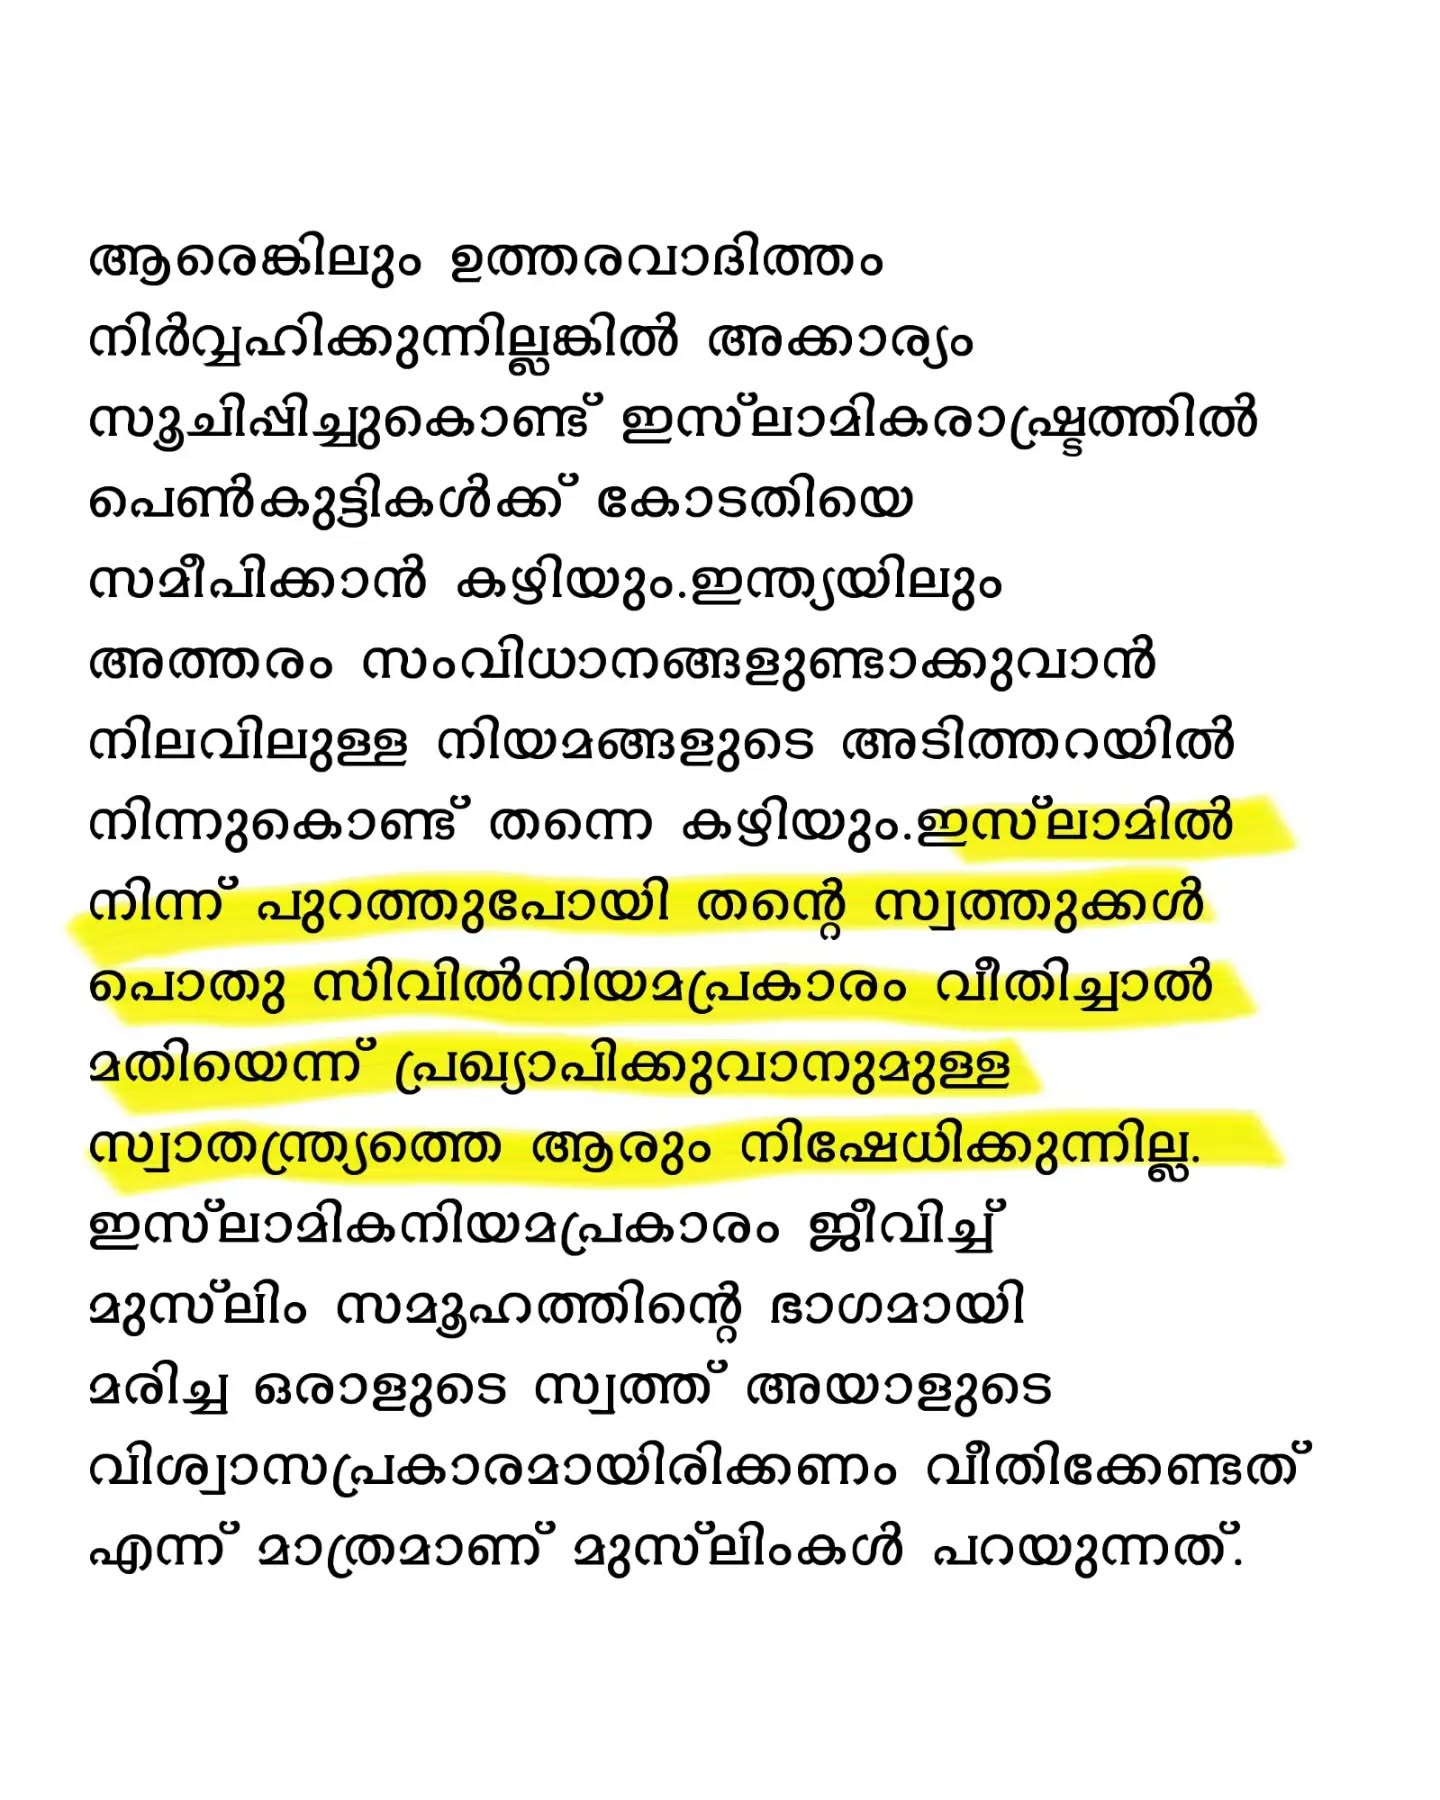 ആരെങ്കിലും ഉത്തരവാദിത്തം
നിർവ്വഹിക്കുന്നില്ലങ്കിൽ അക്കാര്യം
സൂചിപ്പിച്ചുകൊണ്ട് ഇസ്‌ലാമികരാഷ്ട്രത്തിൽ
പെൺകുട്ടികൾക്ക് കോടതിയെ
സമീപിക്കാൻ കഴിയും.ഇന്ത്യയിലും
അത്തരം സംവിധാനങ്ങളുണ്ടാക്കുവാൻ
നിലവിലുള്ള നിയമങ്ങളുടെ അടിത്തറയിൽ
നിന്നുകൊണ്ട് തന്നെ കഴിയും.ഇസ്‌ലാമിൽ
നിന്ന് പുറത്തുപോയി തന്റെ സ്വത്തുക്കൾ
പൊതു സിവിൽനിയമപ്രകാരം വീതിച്ചാൽ
മതിയെന്ന് പ്രഖ്യാപിക്കുവാനുമുള്ള
സ്വാതന്ത്ര്യത്തെ ആരും നിഷേധിക്കുന്നില്ല.
ഇസ്‌ലാമികനിയമപ്രകാരം ജീവിച്ച്
മുസ്‌ലിം സമൂഹത്തിന്റെ ഭാഗമായി
മരിച്ച ഒരാളുടെ സ്വത്ത് അയാളുടെ
വിശ്വാസപ്രകാരമായിരിക്കണം വീതിക്കേണ്ടത്
എന്ന് മാത്രമാണ് മുസ്‌ലിംകൾ പറയുന്നത്.